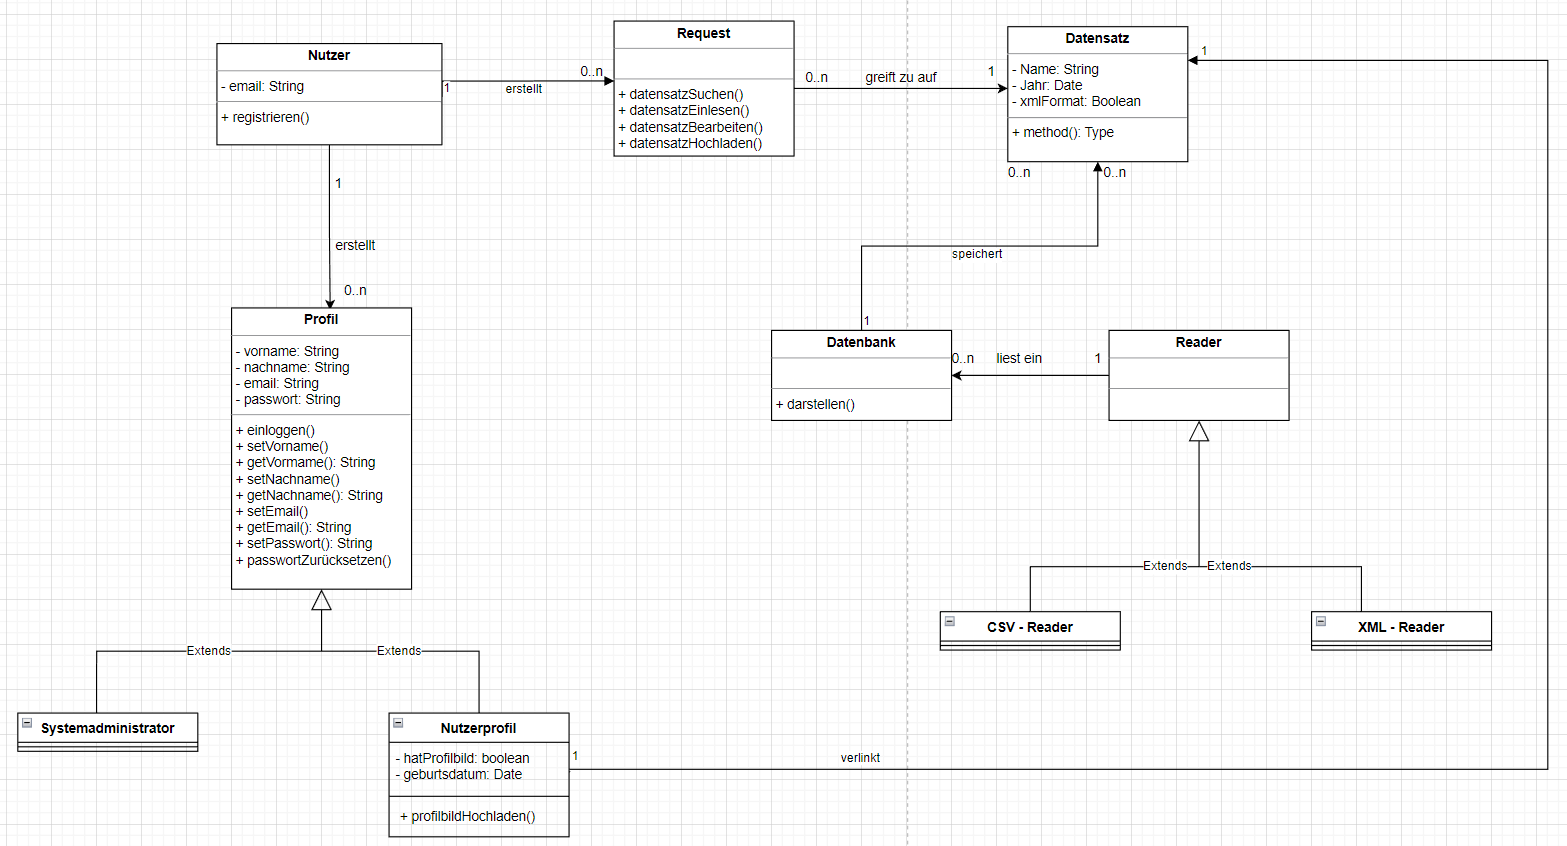 Nutzer
- email: String
+ registrieren()
1
erstellt
0..n
Request
+ datensatzSuchen()
+ datensatzEinlesen()
+ datensatzBearbeiten()
+ datensatzHochladen()
0..n
greift zu auf
1
Datensatz
- Name: String
- Jahr: Date
- xmlFormat: Boolean
+ method(): Type
1
0..n
0..n
speichert
1
1
erstellt
0..n
Profil
- vorname: String
- nachname: String
- email: String
- passwort: String
+ einloggen()
+ setVorname()
+ getVormame(): String
+ setNachname()
+ getNachname(): String
+ setEmail()
+ getEmail(): String
+ setPasswort(): String
+ passwortZurücksetzen()
Datenbank
+ darstellen()
0..n
liest ein
1
Reader
Extends
Extends
CSV - Reader
XML - Reader
Extends
Extends
Systemadministrator
Nutzerprofil
- hatProfilbild: boolean
- geburtsdatum: Date
+ profilbildHochladen()
1
verlinkt